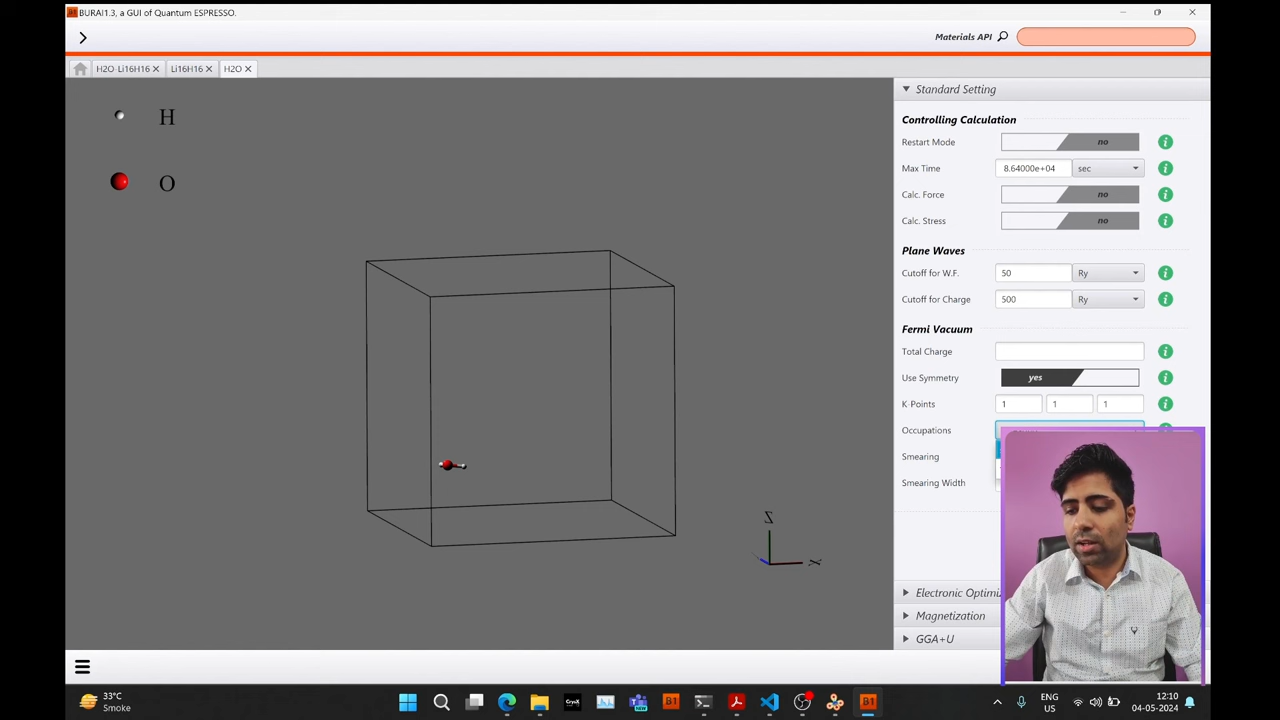 BURAI1.3, a GUI of Quantum ESPRESSO.
Materials API
H2O-Li16H16
Li16H16
H2O
H
O
Z
X
Standard Setting
Controlling Calculation
Restart Mode no
Max Time 8.64000e+04 sec
Calc. Force no
Calc. Stress no
Plane Waves
Cutoff for W.F. 50 Ry
Cutoff for Charge 500 Ry
Fermi Vacuum
Total Charge
Use Symmetry yes
K-Points 1 1 1
Occupations
Smearing
Smearing Width
Electronic Optimiz
Magnetization
GGA+U
33°C
Smoke
ENG
US
12:10
04-05-2024